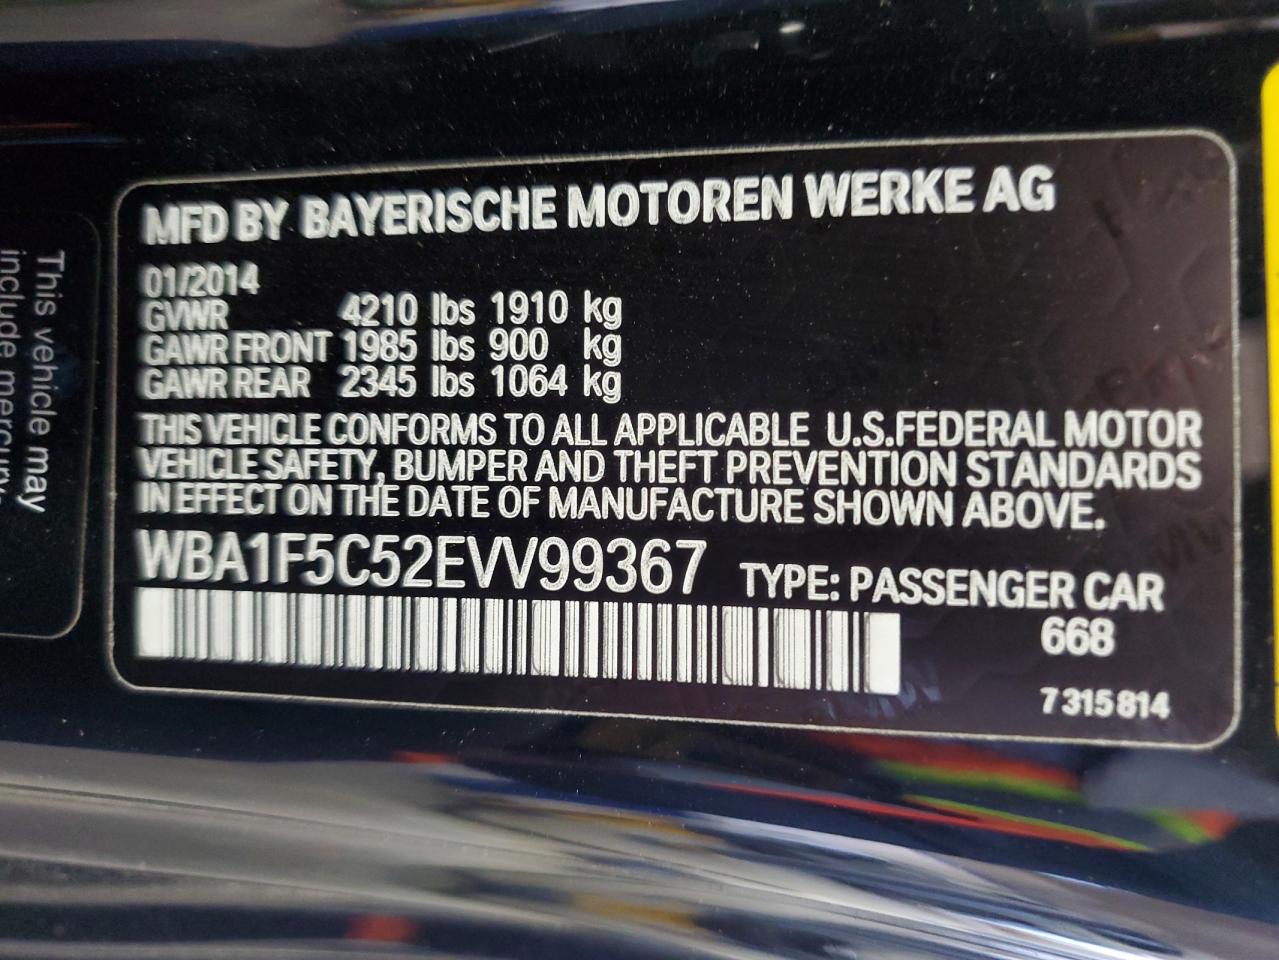 This vehicle may
include mercury
MFD BY BAYERISCHE MOTOREN WERKE AG
01/2014
GVWR 4210 lbs 1910 kg
GAWR FRONT 1985 lbs 900 kg
GAWR REAR 2345 lbs 1064 kg
THIS VEHICLE CONFORMS TO ALL APPLICABLE U.S.FEDERAL MOTOR
VEHICLE SAFETY, BUMPER AND THEFT PREVENTION STANDARDS
IN EFFECT ON THE DATE OF MANUFACTURE SHOWN ABOVE.
WBA1F5C52EVV99367 TYPE: PASSENGER CAR
668
7315814